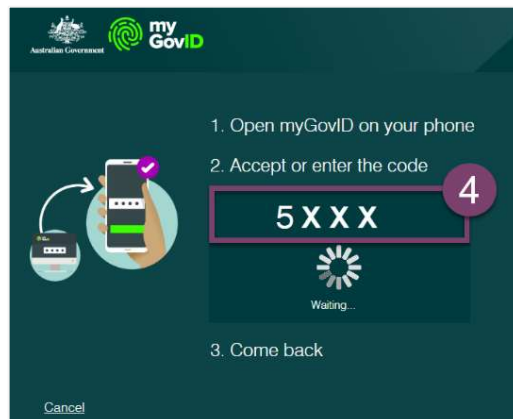 Australian Government
my
GovID
1. Open myGovID on your phone
2. Accept or enter the code
4
5 X X X
Waiting...
3. Come back
Cancel